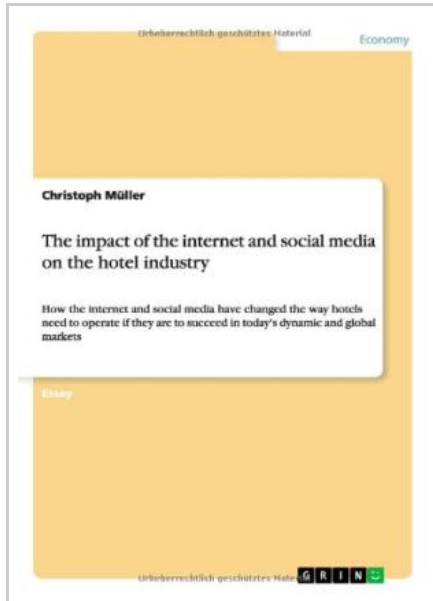 Urheberrechtlich geschütztes Material
Economy
Christoph Müller
The impact of the internet and social media
on the hotel industry
How the internet and social media have changed the way hotels
need to operate if they are to succeed in today's dynamic and global
markets
Essay
Urheberrechtlich geschütztes Mate
GRIN